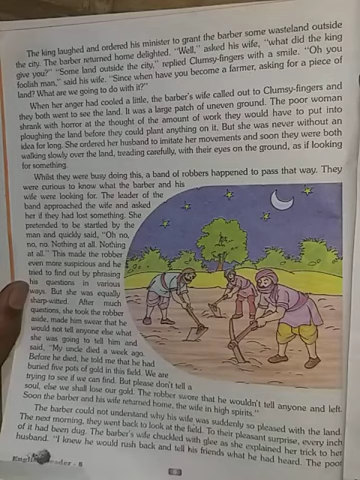 The king laughed and ordered his minister to grant the barber some wasteland outside
the city. The barber returned home delighted. "Well," asked his wife, "what did the king
give you?" "Some land outside the city," replied Clumsy-fingers with a smile. "Oh you
foolish man," said his wife. "Since when have you become a farmer, asking for a piece of
land? What are we going to do with it?"
When her anger had cooled a little, the barber's wife called out to Clumsy-fingers and
they both went to see the land. It was a large patch of uneven ground. The poor woman
shrank with horror at the thought of the amount of work they would have to put into
ploughing the land before they could plant anything on it. But she was never without an
idea for long. She ordered her husband to imitate her movements and soon they were both
walking slowly over the land, treading carefully, with their eyes on the ground, as if looking
for something.
Whilst they were busy doing this, a band of robbers happened to pass that way. They
were curious to know what the barber and his
wife were looking for. The leader of the
band approached the wife and asked
her if they had lost something. She
pretended to be startled by the
man and quickly said, "Oh no,
no, no. Nothing at all. Nothing
at all." This made the robber
even more suspicious and he
tried to find out by phrasing
his questions in various
ways. But she was equally
sharp-witted. After much
questions, she took the robber
aside, made him swear that he
would not tell anyone else what
she was going to tell him and
said, "My uncle died a week ago.
Before he died, he told me that he had
buried five pots of gold in this field. We are
trying to see if we can find. But please don't tell a
soul, else we shall lose our gold. The robber swore that he wouldn't tell anyone and left.
Soon the barber and his wife returned home, the wife in high spirits."
The barber could not understand why his wife was suddenly so pleased with the land.
The next morning, they went back to look at the field. To their pleasant surprise, every inch
of it had been dug. The barber's wife chuckled with glee as she explained her trick to her
husband. "I knew he would rush back and tell his friends what he had heard. The poor
English Reader - 5